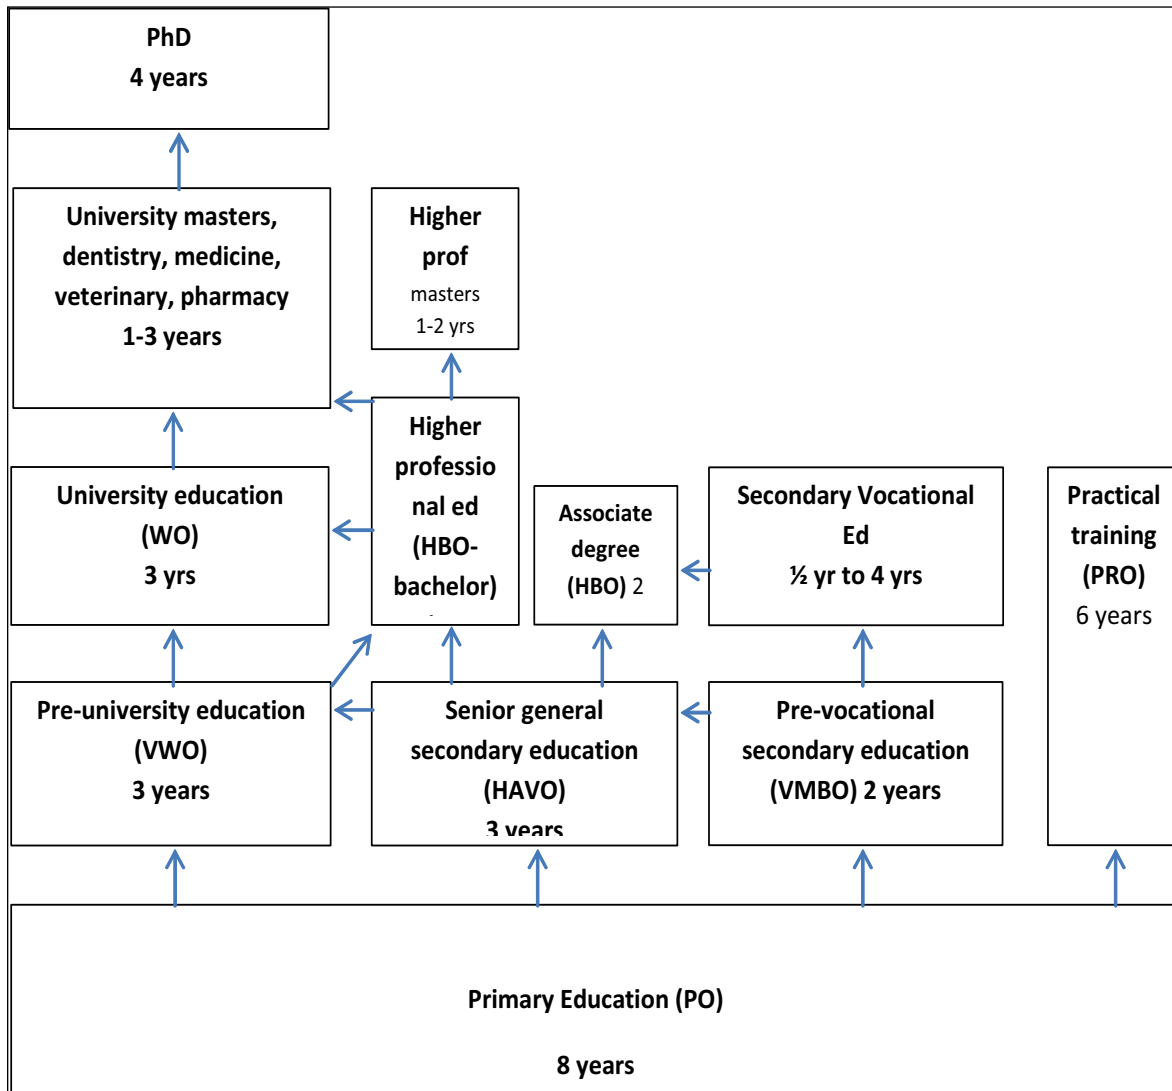 PhD
4 years
University masters,
dentistry, medicine,
veterinary, pharmacy
1-3 years
Higher
prof
masters
1-2 yrs
University education
(WO)
3 yrs
Higher
professio
nal ed
(HBO-
bachelor)
Associate
degree
(HBO) 2
Secondary Vocational
Ed
½ yr to 4 yrs
Practical
training
(PRO)
6 years
Pre-university education
(VWO)
3 years
Senior general
secondary education
(HAVO)
3 years
Pre-vocational
secondary education
(VMBO) 2 years
Primary Education (PO)
8 years